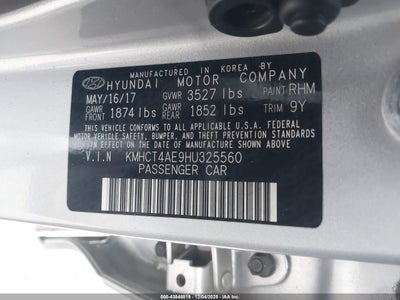 MANUFACTURED IN KOREA BY
HYUNDAI MOTOR COMPANY
MAY/16/17 GVWR 3527 lbs PAINT RHM
GAWR FRONT 1874 lbs GAWR REAR 1852 lbs TRIM 9Y
THIS VEHICLE CONFORMS TO ALL APPLICABLE U.S.
FEDERAL MOTOR VEHICLE SAFETY,
BUMPER, AND THEFT PREVENTION STANDARDS
IN EFFECT ON THE DATE OF
MANUFACTURE SHOWN ABOVE.
V.I.N KMHCT4AE9HU325560
PASSENGER CAR
000-43848819 - 12/04/2025 - IAA Inc.